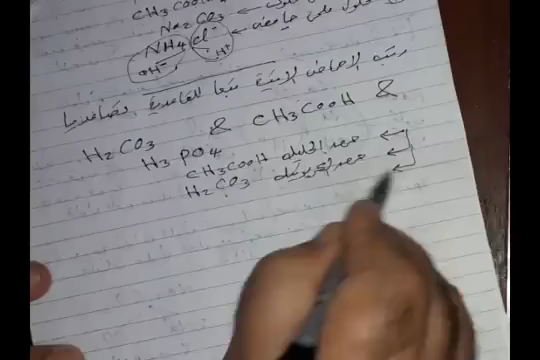 CH3COO
Na2CO3 ←
NH4 Cl- ← محلول ملحي حامضي
OH- H+
رتب الاحماض الاتية تبعا للقاعدية تصاعديا
H2CO3 & CH3COOH &
H3PO4
← حمض الخليك CH3COOH
← حمض الكربونيك H2CO3
←